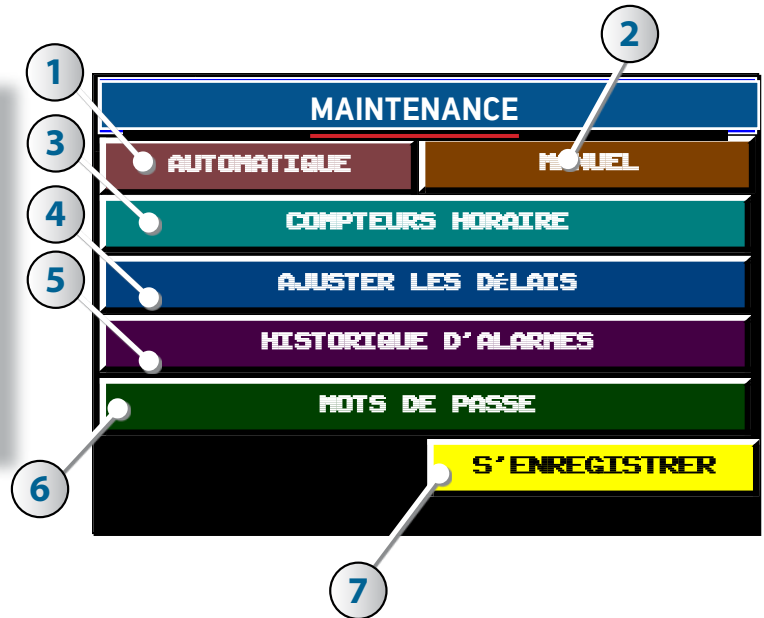 2
1
MAINTENANCE
3
AUTOMATIQUE MANUEL
4
COMPTEURS HORAIRE
5
AJUSTER LES DéLAIS
HISTORIQUE D'ALARMES
MOTS DE PASSE
6
S'ENREGISTRER
7